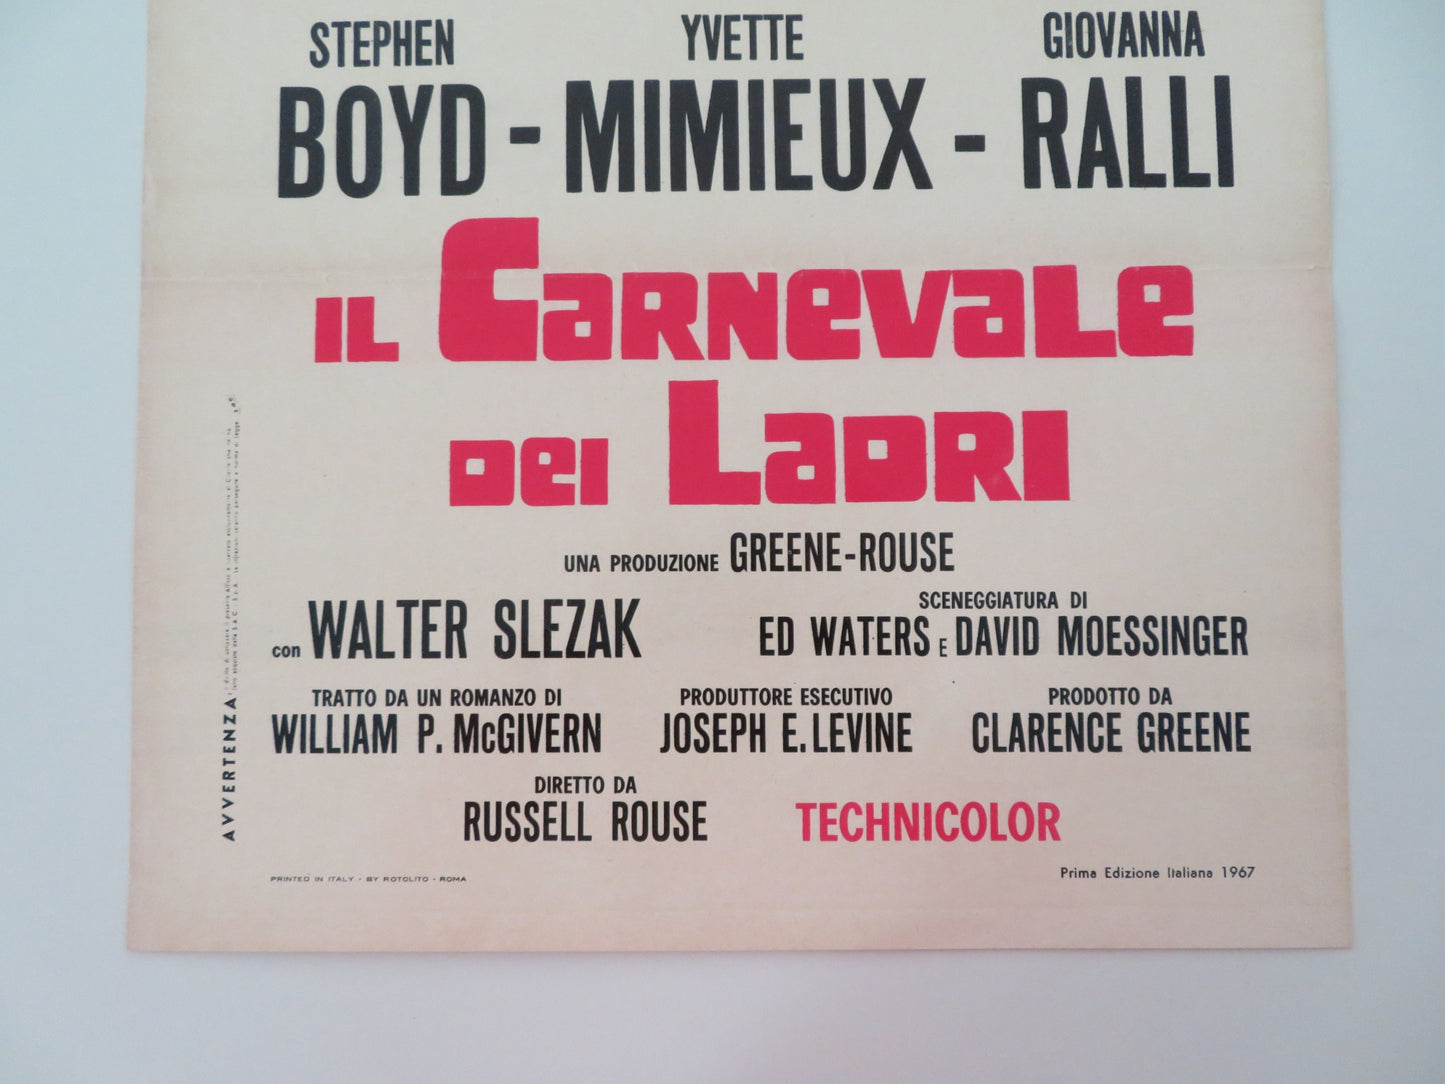 STEPHEN YVETTE GIOVANNA
BOYD - MIMIEUX - RALLI
IL CARNEVALE
DEI LADRI
UNA PRODUZIONE GREENE-ROUSE
con WALTER SLEZAK
SCENEGGIATURA DI
ED WATERS E DAVID MOESSINGER
TRATTO DA UN ROMANZO DI
WILLIAM P. McGIVERN
PRODUTTORE ESECUTIVO
JOSEPH E. LEVINE
PRODOTTO DA
CLARENCE GREENE
DIRETTO DA
RUSSELL ROUSE
TECHNICOLOR
PRINTED IN ITALY - BY ROTOLITO - ROMA
Prima Edizione Italiana 1967
AVVERTENZA